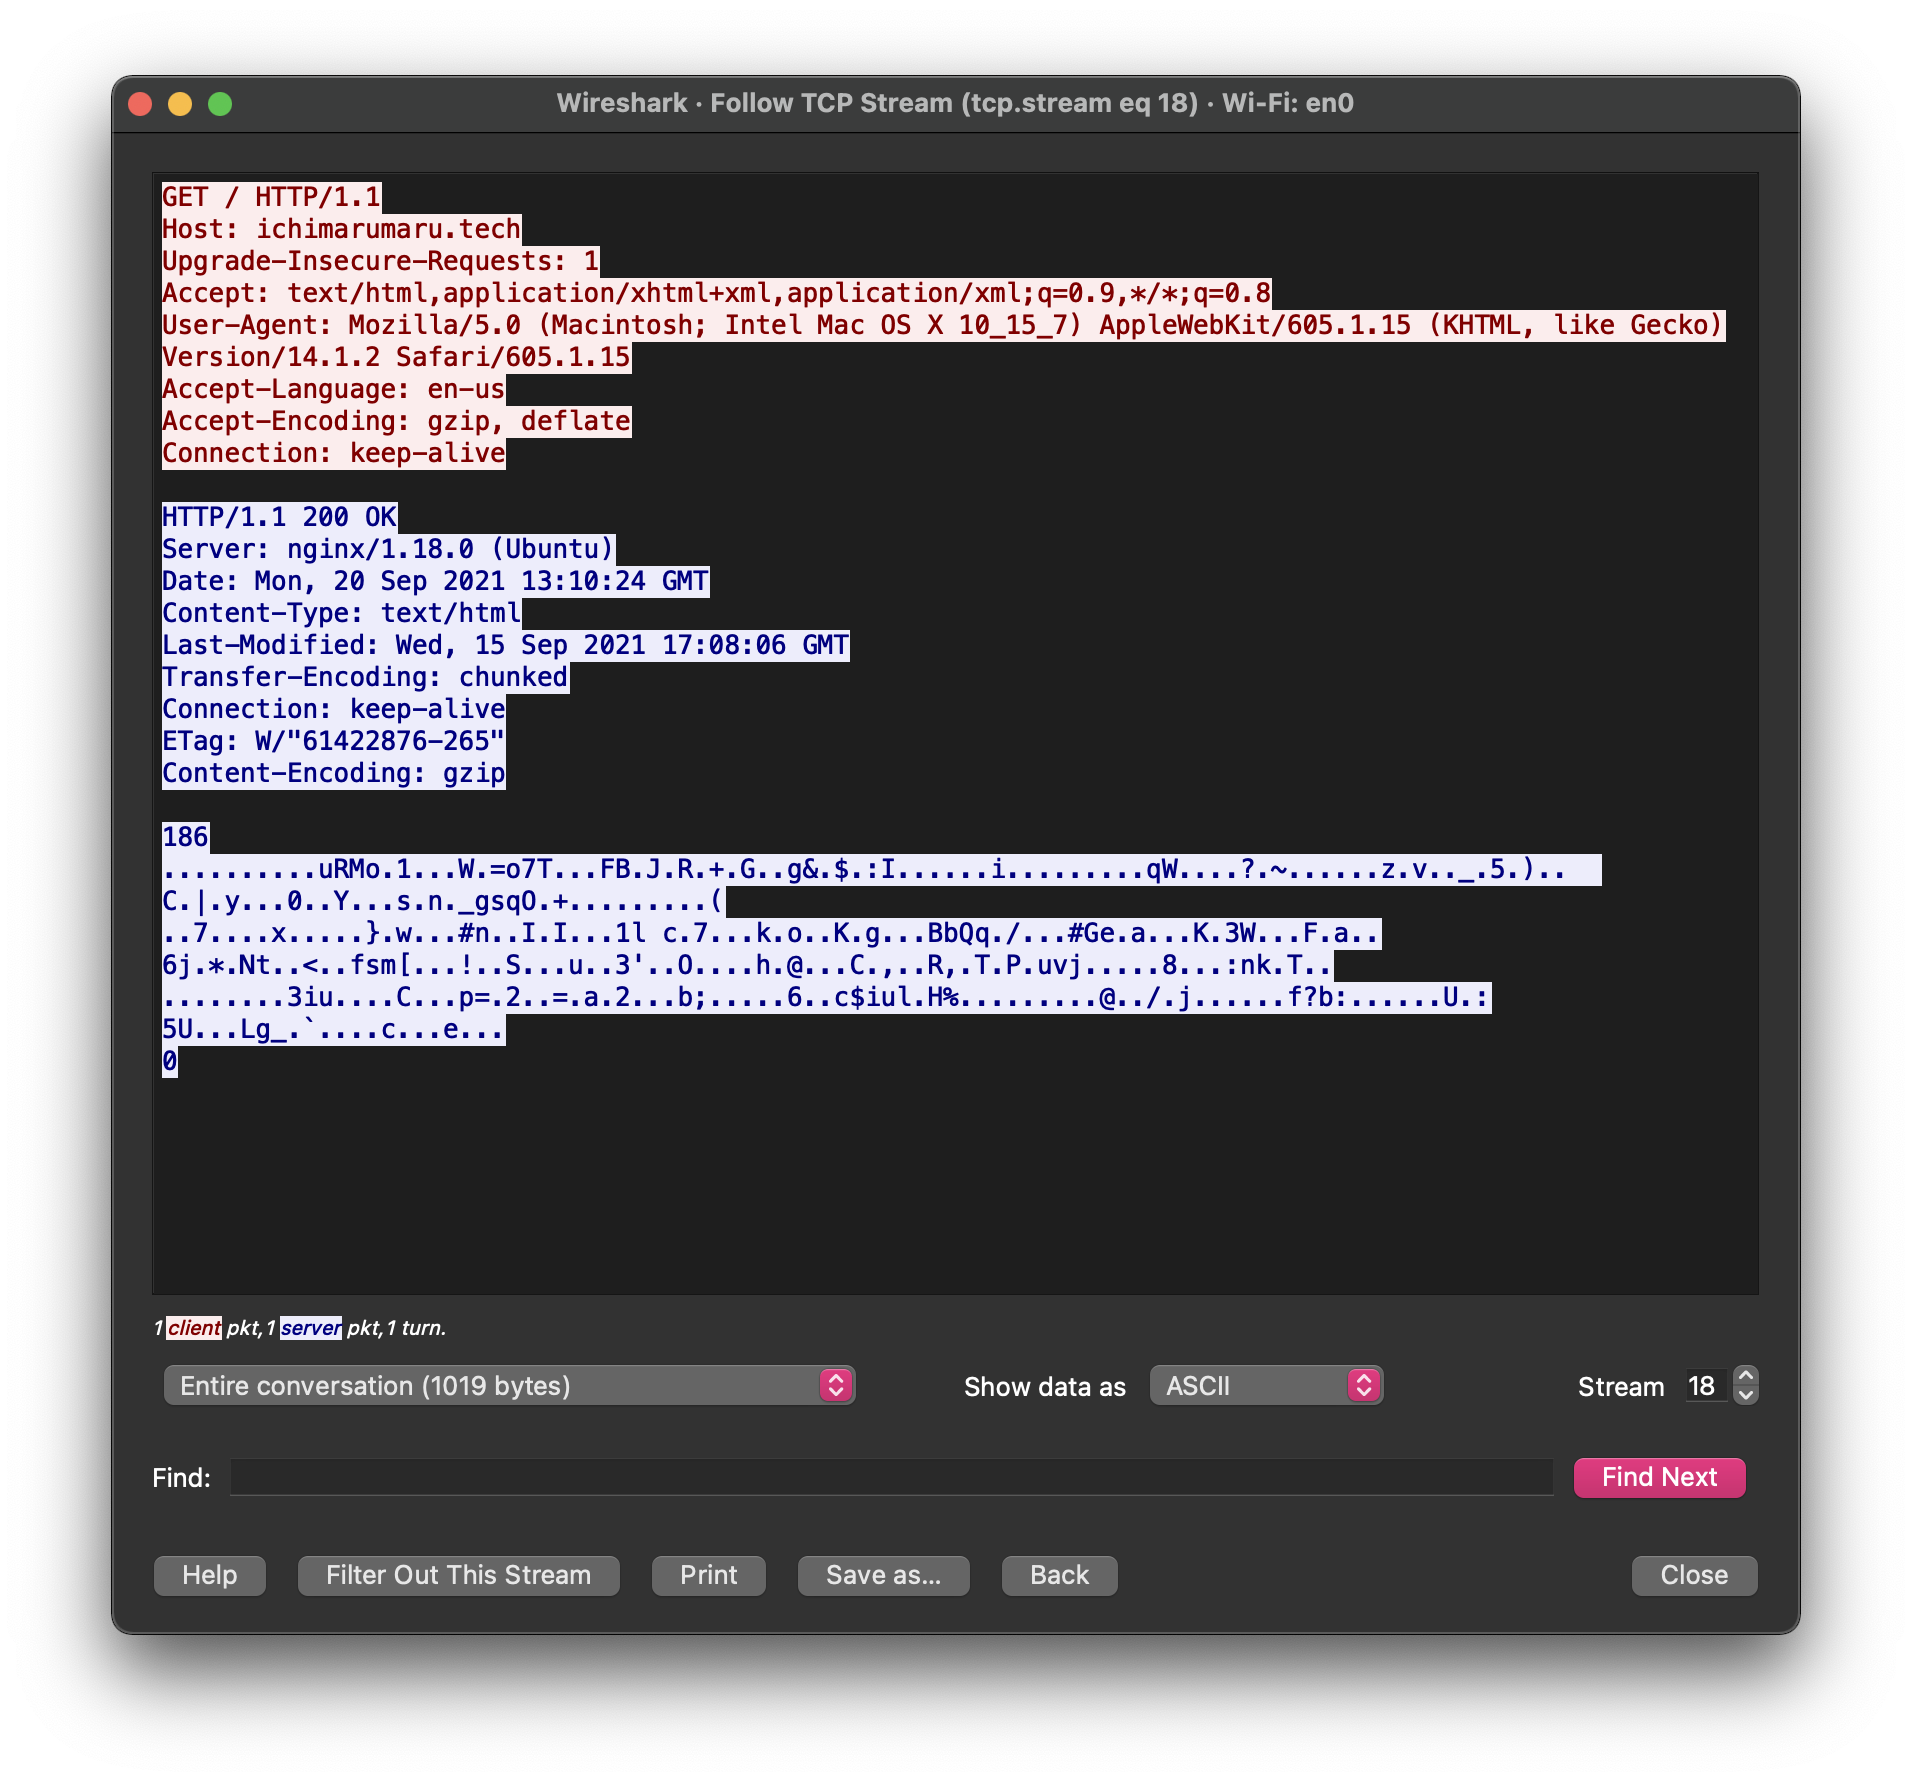 Wireshark · Follow TCP Stream (tcp.stream eq 18) · Wi-Fi: en0
GET / HTTP/1.1
Host: ichimarumaru.tech
Upgrade-Insecure-Requests: 1
Accept: text/html,application/xhtml+xml,application/xml;q=0.9,*/*;q=0.8
User-Agent: Mozilla/5.0 (Macintosh; Intel Mac OS X 10_15_7) AppleWebKit/605.1.15 (KHTML, like Gecko)
Version/14.1.2 Safari/605.1.15
Accept-Language: en-us
Accept-Encoding: gzip, deflate
Connection: keep-alive
HTTP/1.1 200 OK
Server: nginx/1.18.0 (Ubuntu)
Date: Mon, 20 Sep 2021 13:10:24 GMT
Content-Type: text/html
Last-Modified: Wed, 15 Sep 2021 17:08:06 GMT
Transfer-Encoding: chunked
Connection: keep-alive
ETag: W/"61422876-265"
Content-Encoding: gzip
186
..........uRMo.1...W.=o7T...FB.J.R.+.G..g&.$.:I......i.........qW....?.~......z.v.._.5.)..
C.|.y...0..Y...s.n._gsqO.+.........(
..7....x.....}.w...#n..I.I...1l c.7...k.o..K.g...BbQq./...#Ge.a...K.3W...F.a..
6j.*.Nt..<..fsm[...!..S...u..3'..O....h.@...C.,..R,.T.P.uvj.....8...:nk.T..
........3iu....C...p=.2..=.a.2...b;.....6..c$iul.H%.........@../.j......f?b:......U.:
5U...Lg_.`....c...e...
0
1 client pkt, 1 server pkt, 1 turn.
Entire conversation (1019 bytes) Show data as ASCII Stream 18
Find: Find Next
Help Filter Out This Stream Print Save as... Back Close